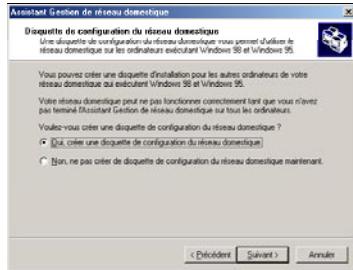 Assistant Gestion de réseau domestique
Disquette de configuration du réseau domestique
Une disquette de configuration du réseau domestique vous permet d'utiliser le
réseau domestique sur les ordinateurs exécutant Windows 98 et Windows 95.
Vous pouvez créer une disquette d'installation pour les autres ordinateurs de votre
réseau domestique qui exécutent Windows 98 et Windows 95.
Votre réseau domestique peut ne pas fonctionner correctement tant que vous n'avez
pas terminé l'Assistant Gestion de réseau domestique sur tous les ordinateurs.
Voulez-vous créer une disquette de configuration du réseau domestique ?
Oui, créer une disquette de configuration du réseau domestique
Non, ne pas créer de disquette de configuration du réseau domestique maintenant.
< Précédent Suivant > Annuler